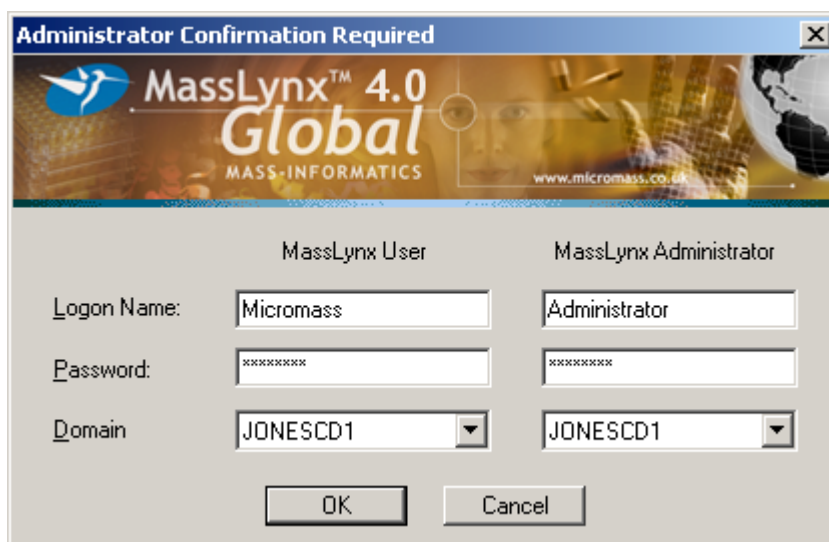 Administrator Confirmation Required
MassLynx™ 4.0
Global
MASS-INFORMATICS
www.micromass.co.uk
MassLynx User MassLynx Administrator
Logon Name: Micromass Administrator
Password: ******** ********
Domain JONESCD1 JONESCD1
OK Cancel